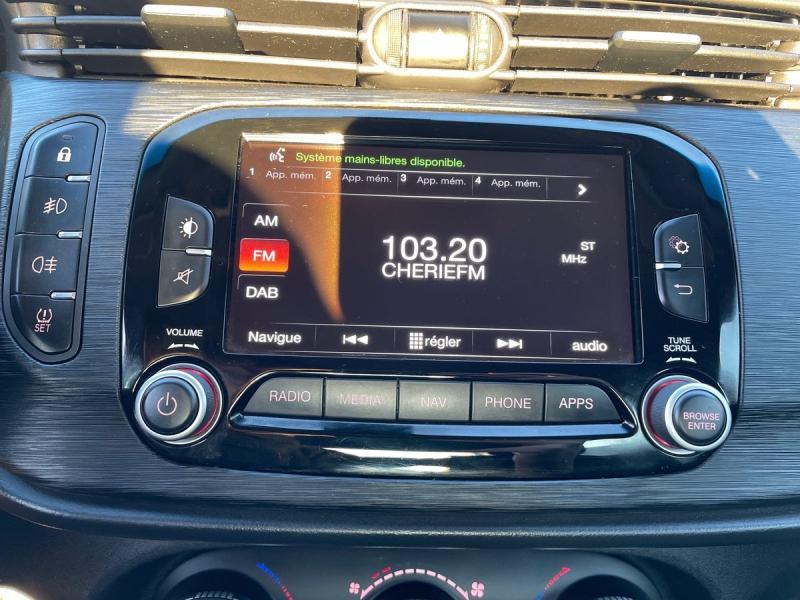 Système mains-libres disponible.
1 App. mém. 2 App. mém. 3 App. mém. 4 App. mém.
AM
FM
DAB
103.20
CHERIEFM
ST
MHz
Navigue régler audio
SET
VOLUME
TUNE
SCROLL
RADIO MEDIA NAV PHONE APPS
BROWSE
ENTER